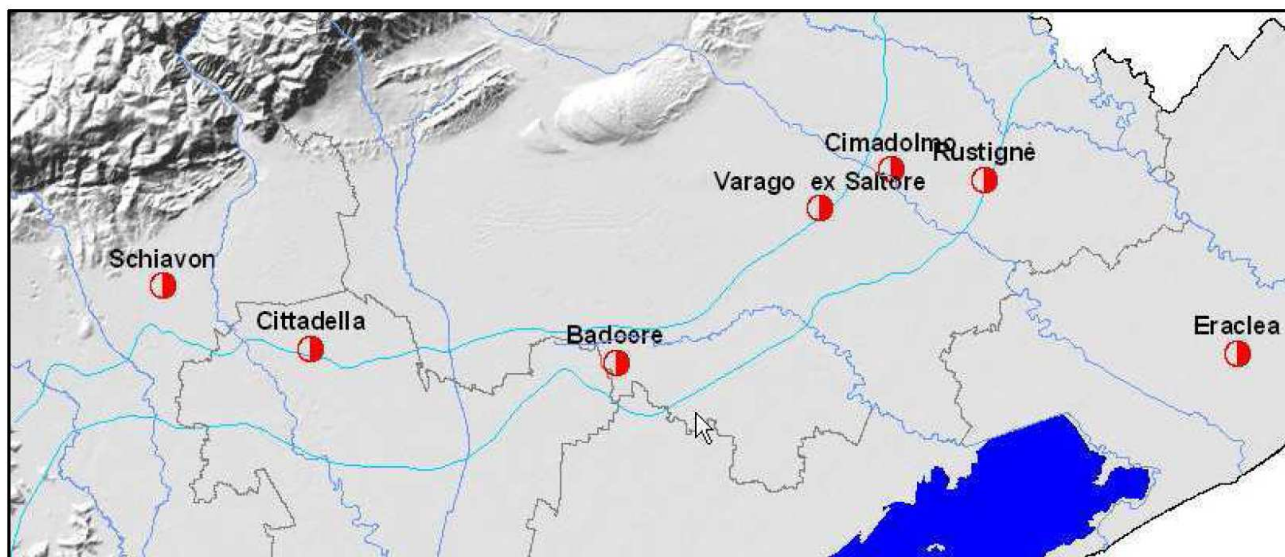 Cimadolmo
Rustignè
Varago ex Saltore
Schiavon
Cittadella
Badoere
Eraclea